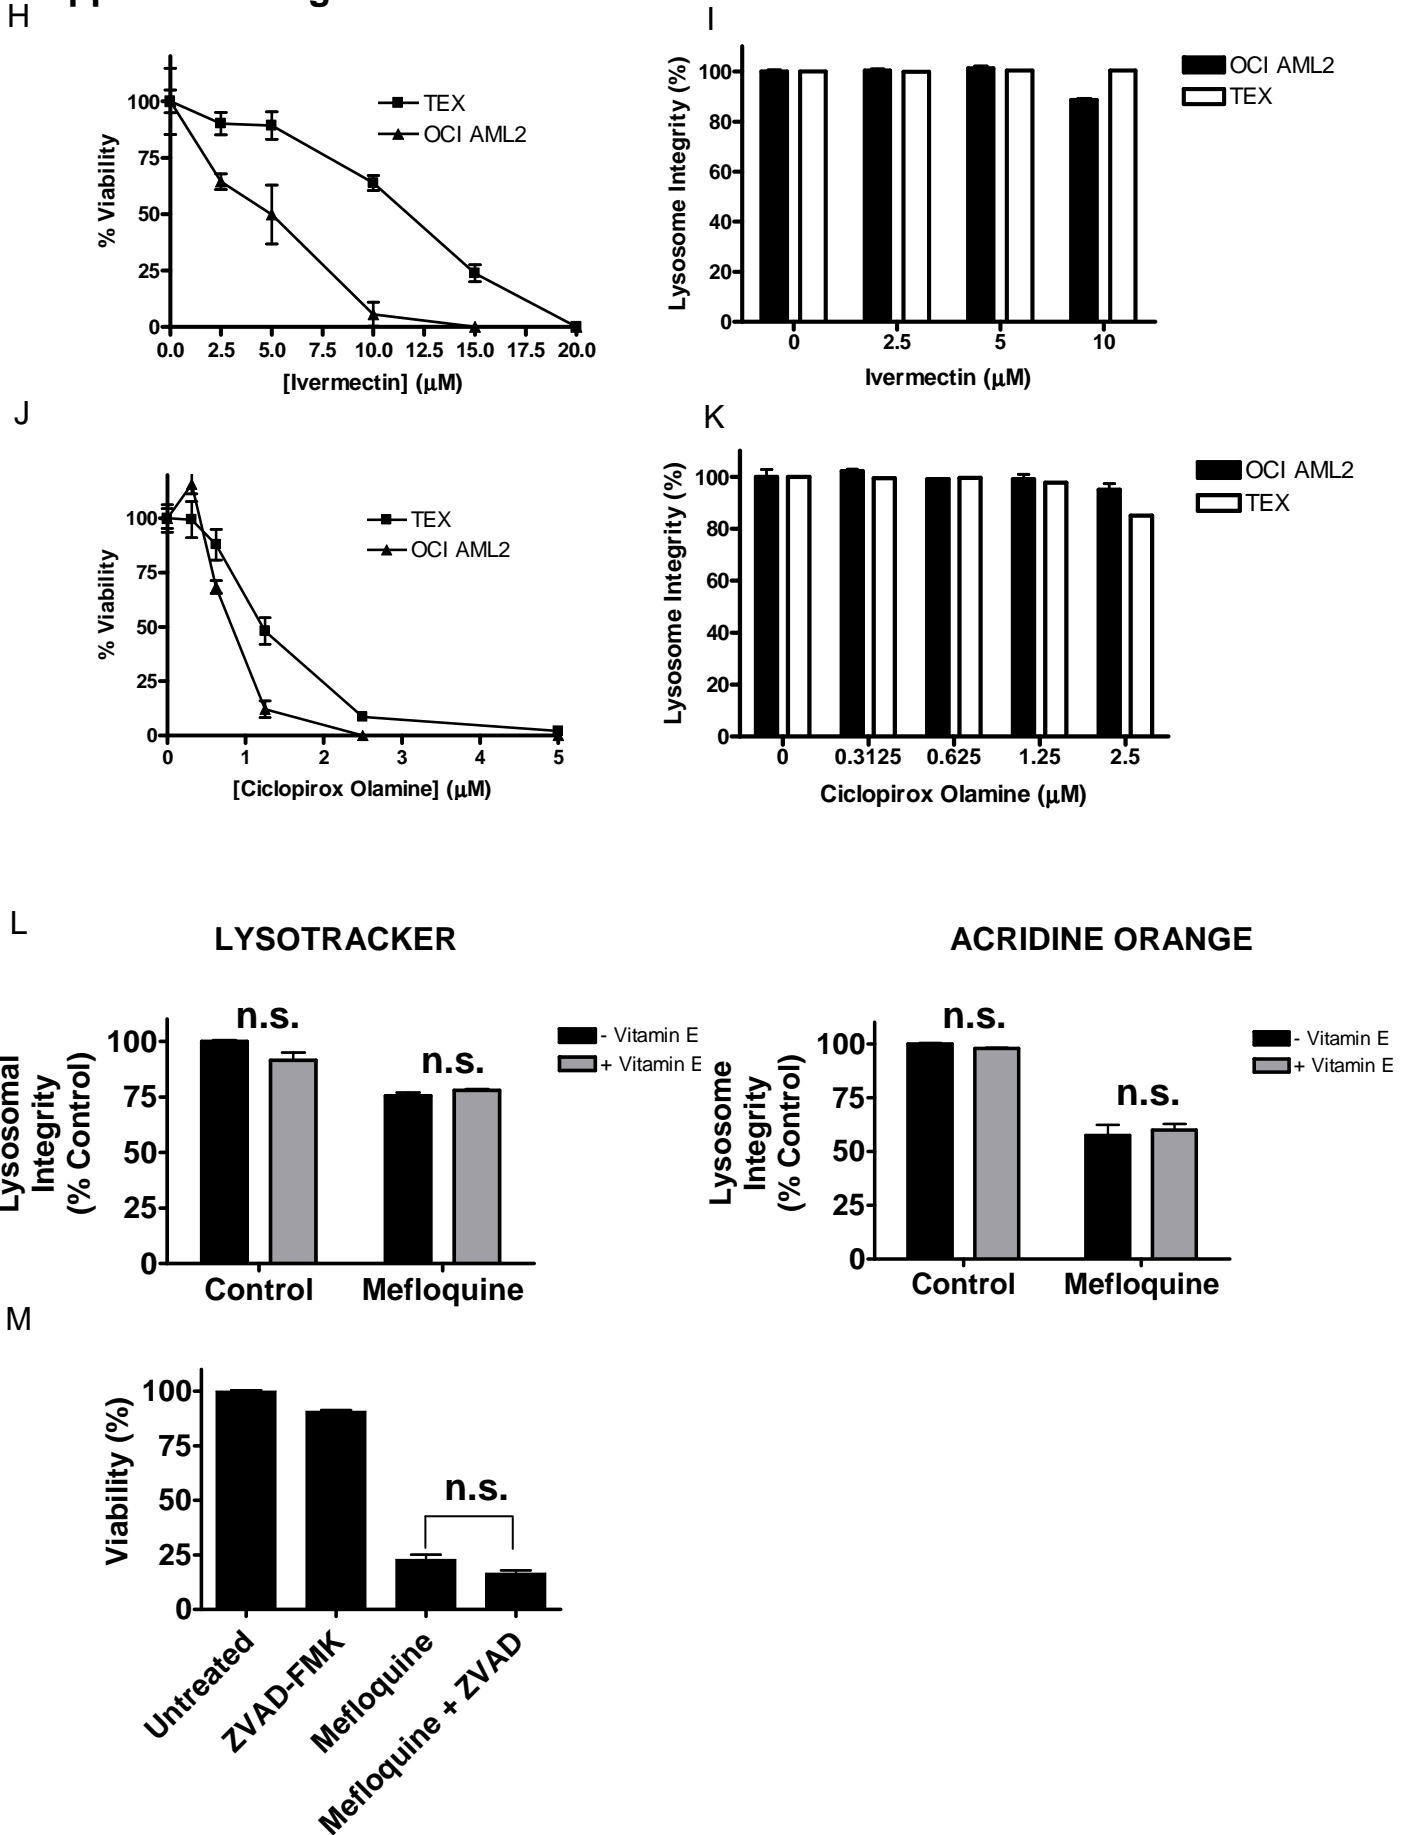 H
100
75
50
25
0
% Viability
TEX
OCI AML2
0.0 2.5 5.0 7.5 10.0 12.5 15.0 17.5 20.0
[Ivermectin] (μM)
I
100
80
60
40
20
0
Lysosome Integrity (%)
OCI AML2
TEX
0 2.5 5 10
Ivermectin (μM)
J
100
75
50
25
0
% Viability
TEX
OCI AML2
0 1 2 3 4 5
[Ciclopirox Olamine] (μM)
K
100
80
60
40
20
0
Lysosome Integrity (%)
OCI AML2
TEX
0 0.3125 0.625 1.25 2.5
Ciclopirox Olamine (μM)
L
LYSOTRACKER
Lysosomal
Integrity
(% Control)
100
75
50
25
0
n.s.
n.s.
- Vitamin E
+ Vitamin E
Control Mefloquine
ACRIDINE ORANGE
Lysosome
Integrity
(% Control)
100
75
50
25
0
n.s.
n.s.
- Vitamin E
+ Vitamin E
Control Mefloquine
M
Viability (%)
100
75
50
25
0
n.s.
Untreated
ZVAD-FMK
Mefloquine
Mefloquine + ZVAD